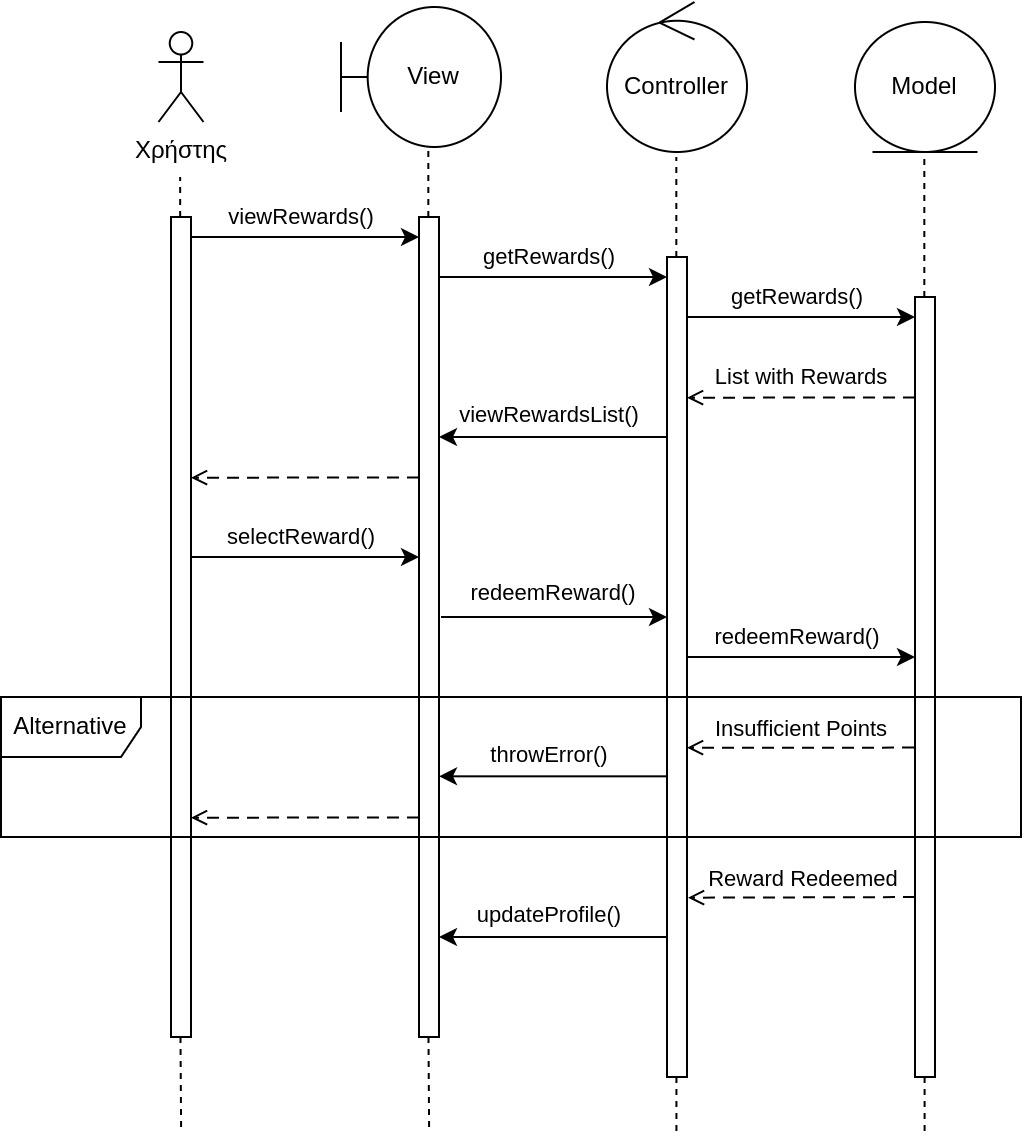 View
Controller
Model
Χρήστης
viewRewards()
getRewards()
getRewards()
List with Rewards
viewRewardsList()
selectReward()
redeemReward()
redeemReward()
Alternative
Insufficient Points
throwError()
Reward Redeemed
updateProfile()